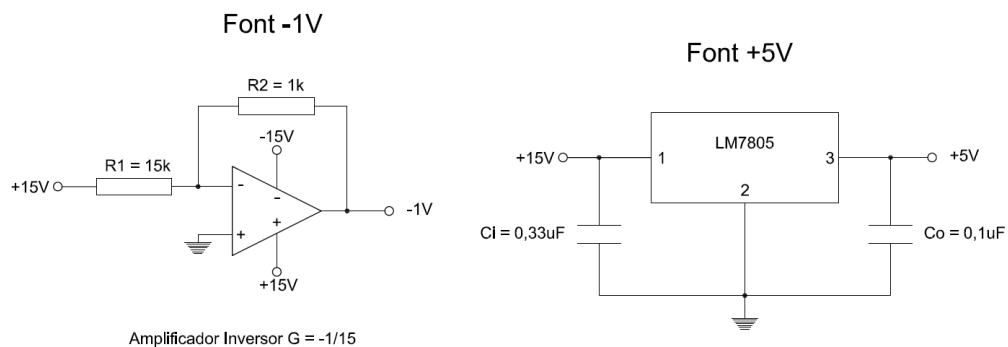 Font -1V
R2 = 1k
-15V
R1 = 15k
+15V
-
-
+
+
-1V
+15V
Amplificador Inversor G = -1/15
Font +5V
LM7805
+15V
1
3
+5V
2
Ci = 0,33uF
Co = 0,1uF